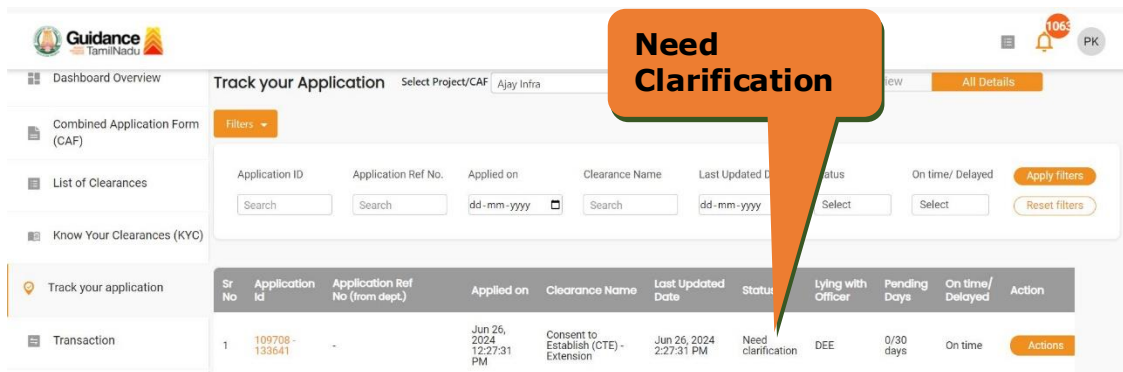 Guidance
TamilNadu
Need
Clarification
1063
PK
Dashboard Overview
Track your Application
Select Project/CAF
Ajay Infra
iew
All Details
Combined Application Form
(CAF)
Filters
List of Clearances
Application ID
Application Ref No.
Applied on
Clearance Name
Last Updated D
tatus
On time/ Delayed
Apply filters
Search
Search
dd-mm-yyyy
Search
dd-mm-yyyy
Select
Select
Reset filters
Know Your Clearances (KYC)
Track your application
Sr
No
Application
Id
Application Ref
No (from dept.)
Applied on
Clearance Name
Last Updated
Date
Status
Lying with
Officer
Pending
Days
On time/
Delayed
Action
Transaction
1
109708 -
133641
-
Jun 26,
2024
12:27:31
PM
Consent to
Establish (CTE) -
Extension
Jun 26, 2024
2:27:31 PM
Need
clarification
DEE
0/30
days
On time
Actions